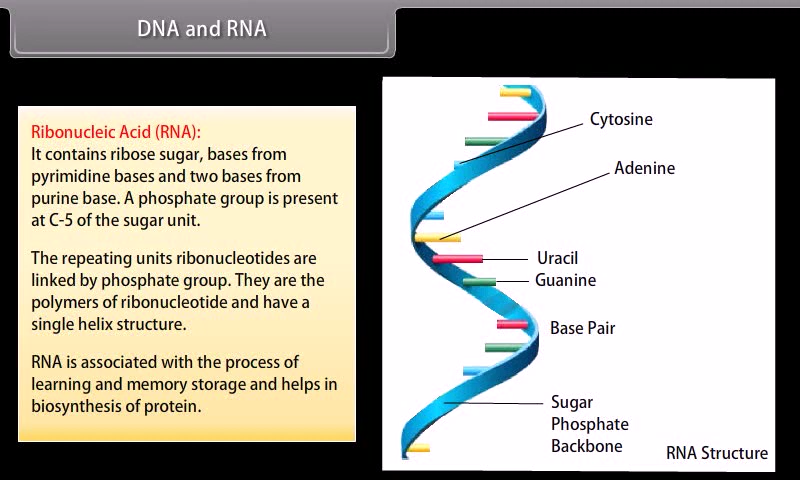 DNA and RNA
Ribonucleic Acid (RNA):
It contains ribose sugar, bases from
pyrimidine bases and two bases from
purine base. A phosphate group is present
at C-5 of the sugar unit.
The repeating units ribonucleotides are
linked by phosphate group. They are the
polymers of ribonucleotide and have a
single helix structure.
RNA is associated with the process of
learning and memory storage and helps in
biosynthesis of protein.
Cytosine
Adenine
Uracil
Guanine
Base Pair
Sugar
Phosphate
Backbone
RNA Structure